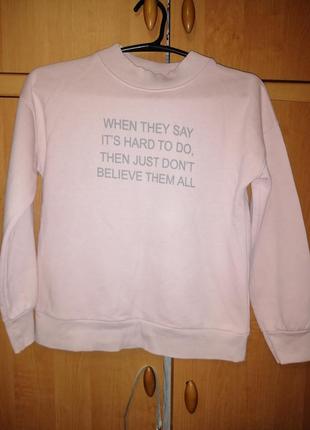 WHEN THEY SAY
IT'S HARD TO DO,
THEN JUST DON'T
BELIEVE THEM ALL